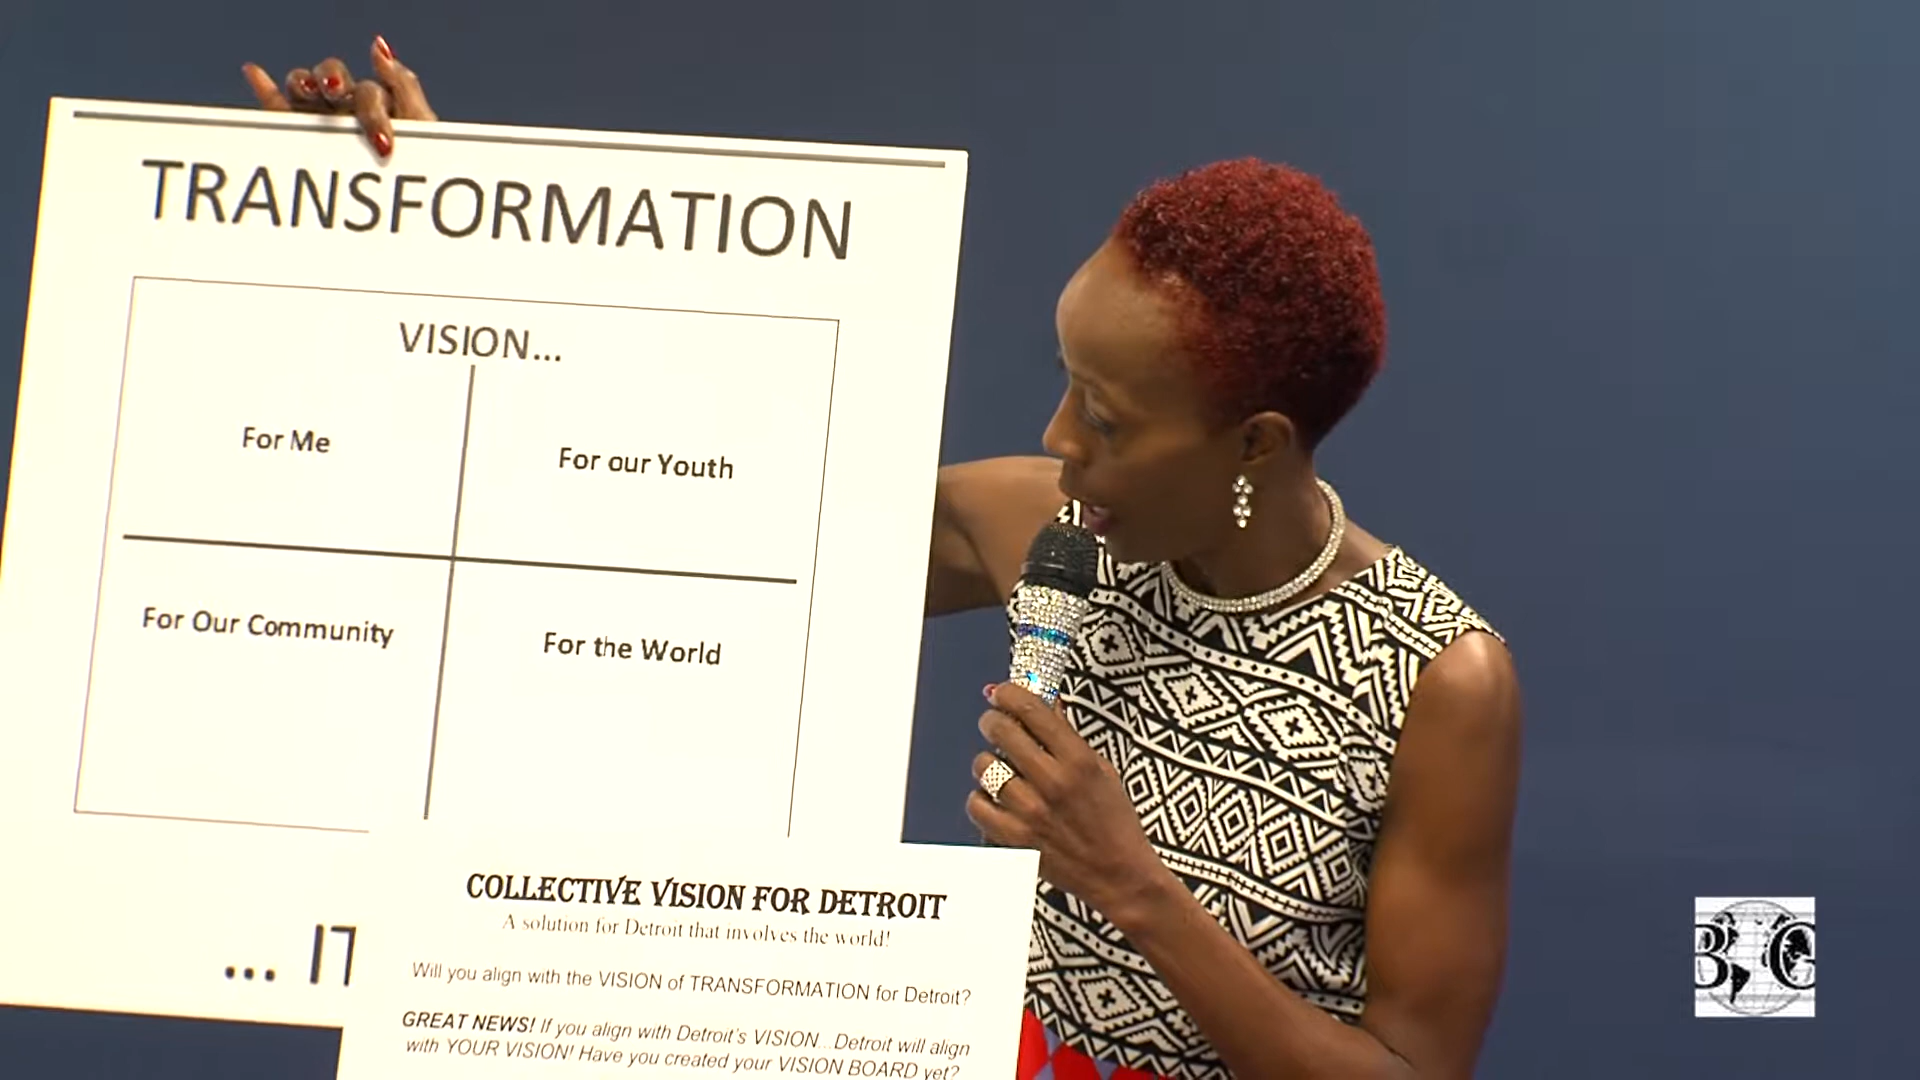 TRANSFORMATION
VISION...
For Me
For our Youth
For Our Community
For the World
... IT
COLLECTIVE VISION FOR DETROIT
A solution for Detroit that involves the world!
Will you align with the VISION of TRANSFORMATION for Detroit?
GREAT NEWS! If you align with Detroit's VISION...Detroit will align
with YOUR VISION! Have you created your VISION BOARD yet?